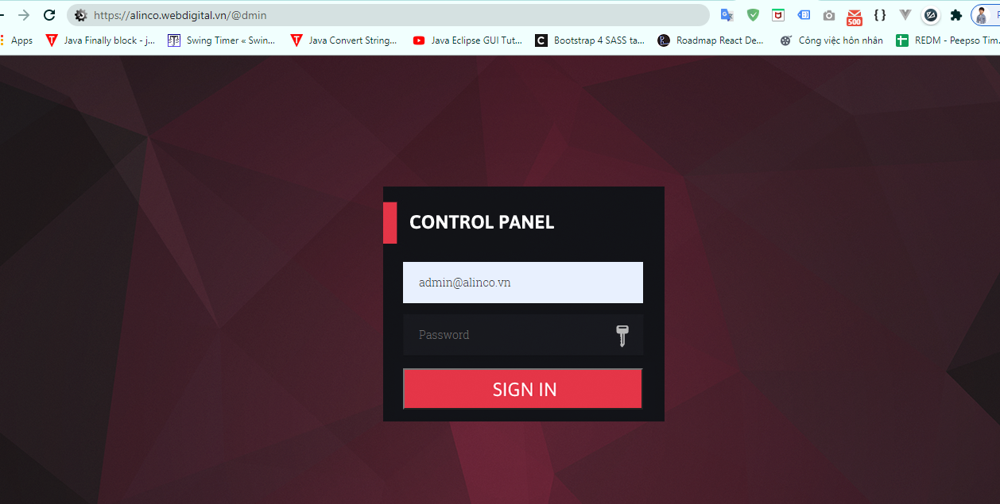 https://alinco.webdigital.vn/@dmin
500
Apps Java Finally block - j... Swing Timer « Swin... Java Convert String... Java Eclipse GUI Tut... Bootstrap 4 SASS ta... Roadmap React De... Công việc hôn nhân REDM - Peepso Tim.
CONTROL PANEL
admin@alinco.vn
Password
SIGN IN